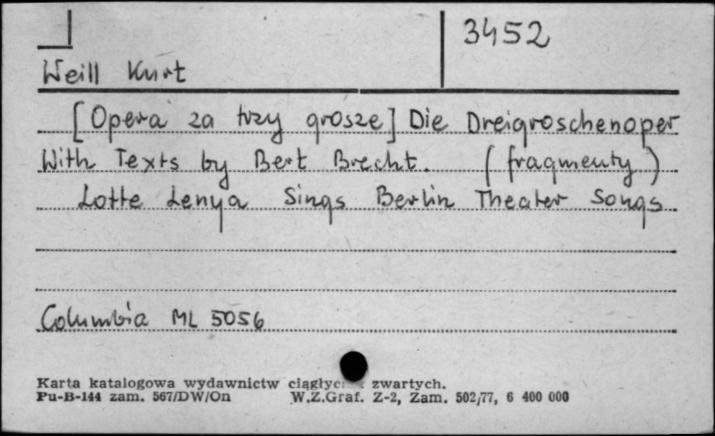 3452
Weill Kurt
[Opera za trzy grosze] Die Dreigroschenoper
With Texts by Bert Brecht. (fragmenty)
Lotte Lenya Sings Berlin Theater Songs
Columbia ML 5056
Karta katalogowa wydawnictw zwartych.
Pu-B-144 zam. 567/DW/On W.Z.Graf. Z-2, Zam. 502/77, 6 400 000